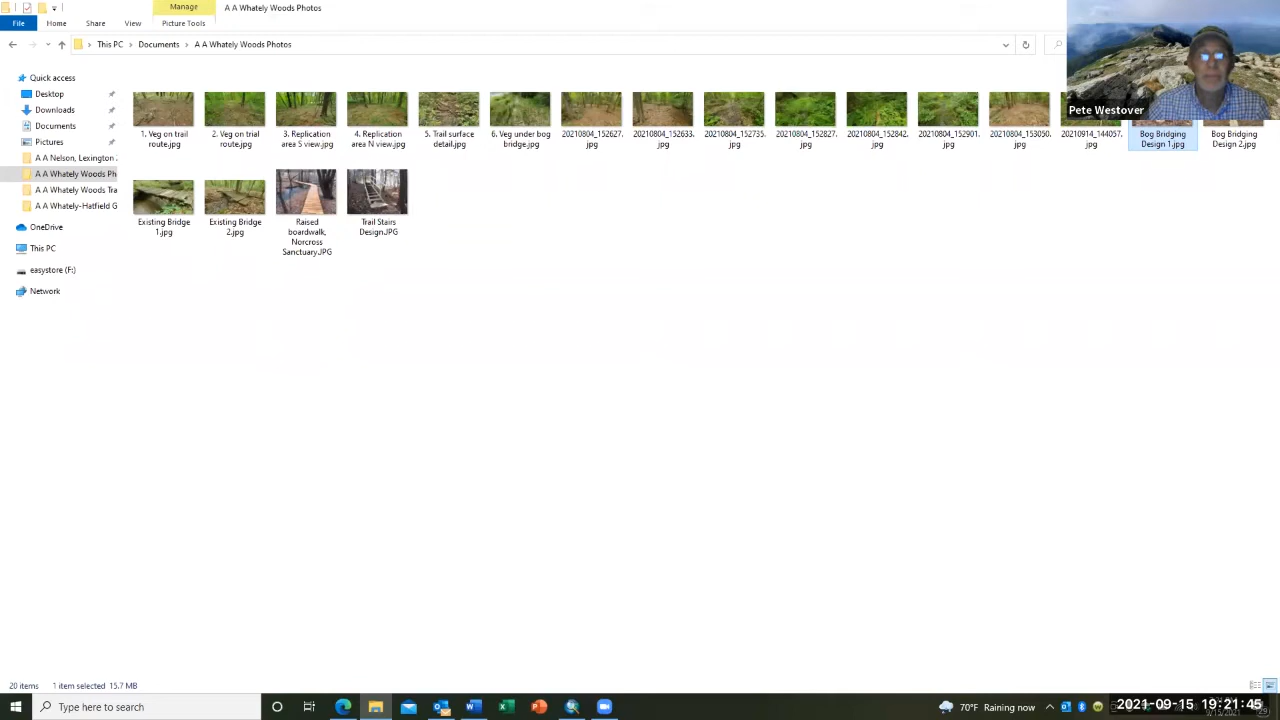 Manage
A A Whately Woods Photos
File
Home
Share
View
Picture Tools
This PC
Documents
A A Whately Woods Photos
Pete Westover
Quick access
Desktop
Downloads
Documents
Pictures
A A Nelson, Lexington
A A Whately Woods Ph
A A Whately Woods Tra
A A Whately-Hatfield G
OneDrive
This PC
easystore (F:)
Network
1. Veg on trail
route.jpg
2. Veg on trial
route.jpg
3. Replication
area S view.jpg
4. Replication
area N view.jpg
5. Trail surface
detail.jpg
6. Veg under bog
bridge.jpg
20210804_152627.
jpg
20210804_152633.
jpg
20210804_152735.
jpg
20210804_152827.
jpg
20210804_152842.
jpg
20210804_152901.
jpg
20210804_153050.
jpg
20210914_144057.
jpg
Bog Bridging
Design 1.jpg
Bog Bridging
Design 2.jpg
Existing Bridge
1.jpg
Existing Bridge
2.jpg
Raised
boardwalk,
Norcross
Sanctuary.JPG
Trail Stairs
Design.JPG
20 items
1 item selected 15.7 MB
Type here to search
70°F Raining now
2021-09-15 19:21:45
9/15/2021